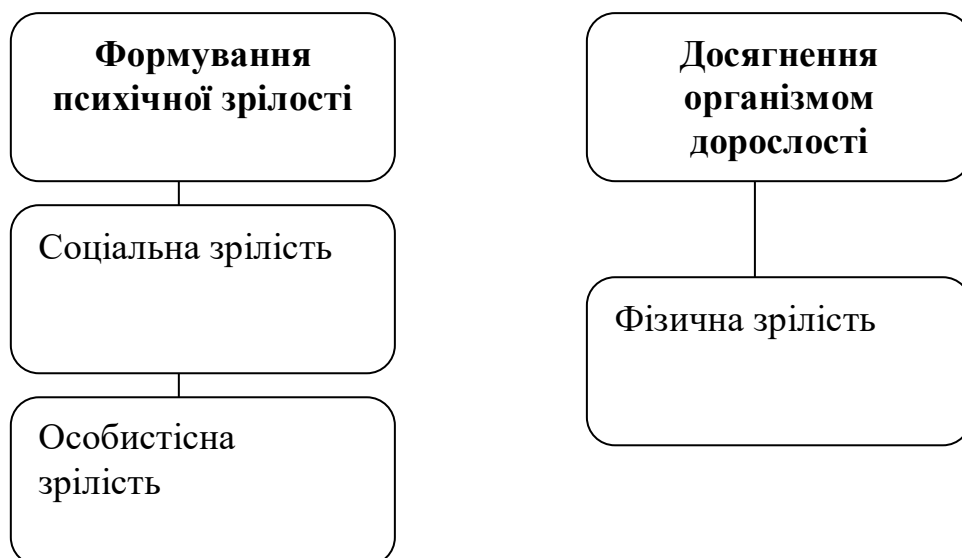 Формування
психічної зрілості
Соціальна зрілість
Особистісна
зрілість
Досягнення
організмом
дорослості
Фізична зрілість